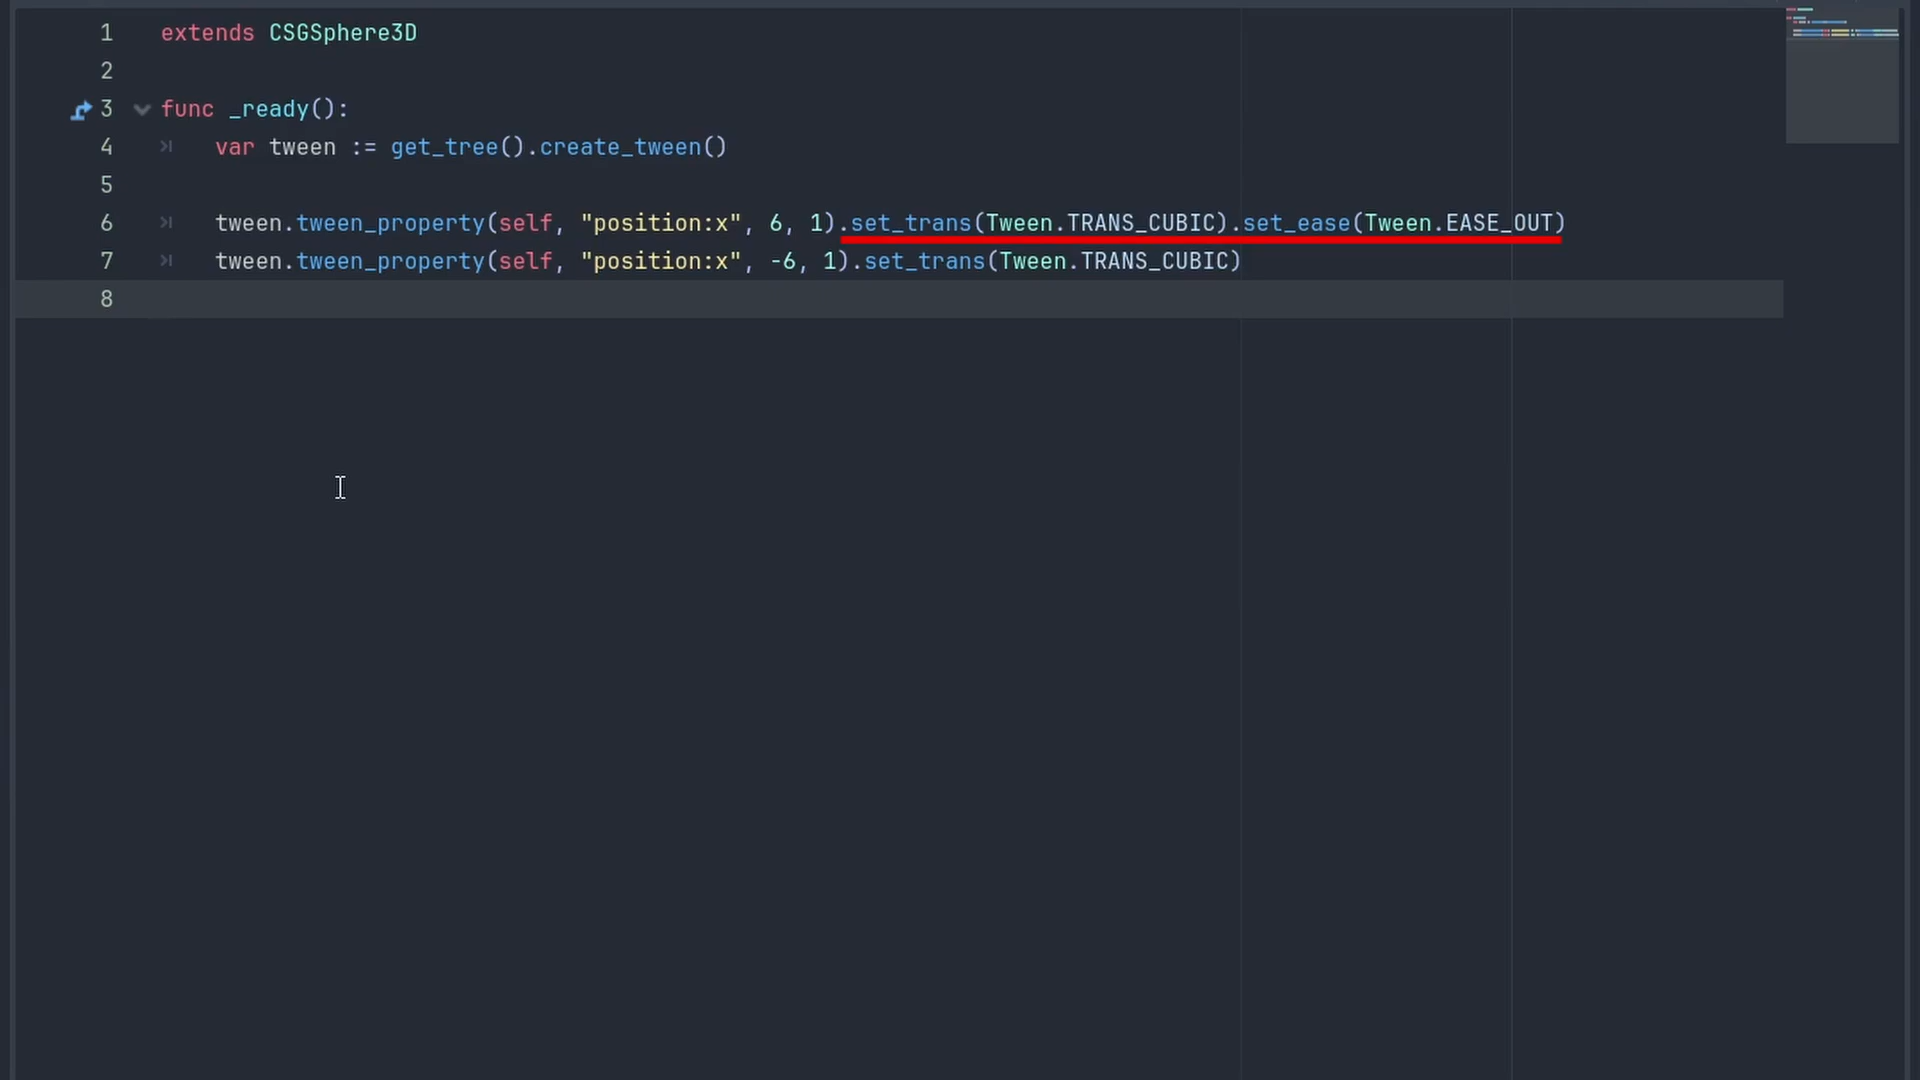 1 extends CSGSphere3D
2
3 func _ready():
4 var tween := get_tree().create_tween()
5
6 tween.tween_property(self, "position:x", 6, 1).set_trans(Tween.TRANS_CUBIC).set_ease(Tween.EASE_OUT)
7 tween.tween_property(self, "position:x", -6, 1).set_trans(Tween.TRANS_CUBIC)
8